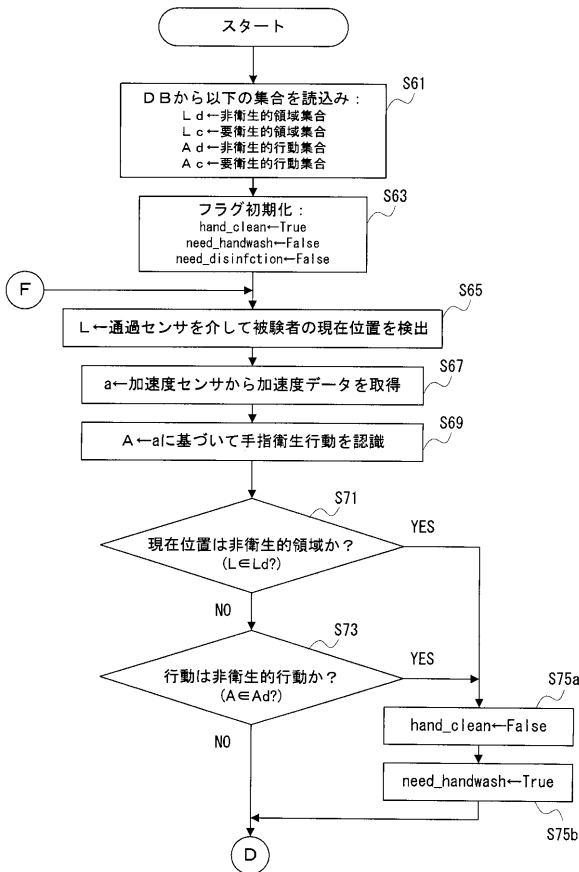 スタート
S61
ＤＢから以下の集合を読込み：
Ｌｄ←非衛生的領域集合
Ｌｃ←要衛生的領域集合
Ａｄ←非衛生的行動集合
Ａｃ←要衛生的行動集合
S63
フラグ初期化：
hand_clean←True
need_handwash←False
need_disinfction←False
F
S65
Ｌ←通過センサを介して被験者の現在位置を検出
S67
a←加速度センサから加速度データを取得
S69
Ａ←aに基づいて手指衛生行動を認識
S71
現在位置は非衛生的領域か？
(L∈Ld?)
YES
NO
S73
行動は非衛生的行動か？
(A∈Ad?)
YES
NO
S75a
hand_clean←False
need_handwash←True
S75b
D